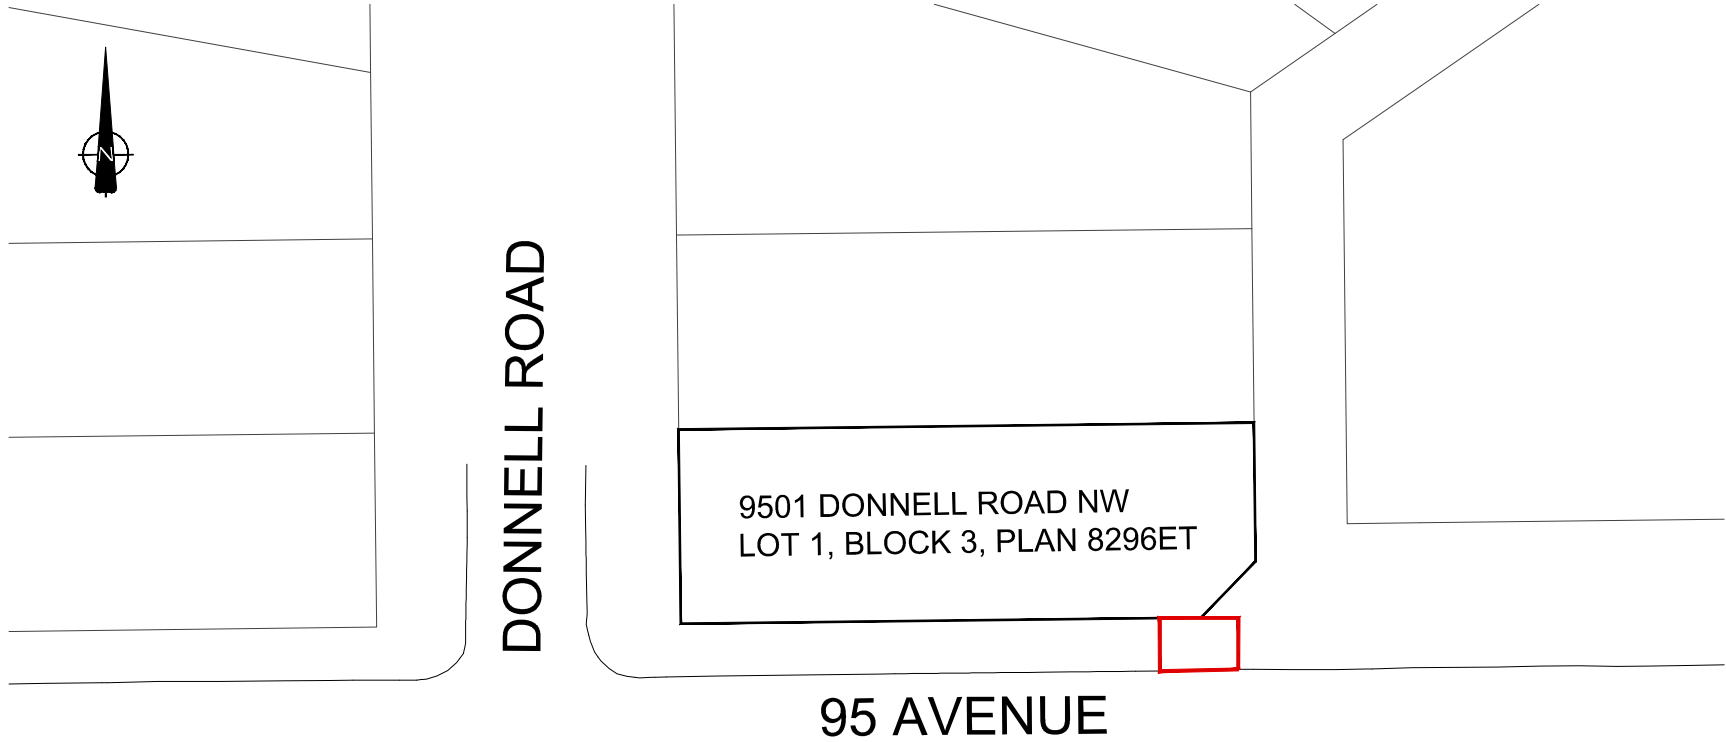 N
DONNELL ROAD
9501 DONNELL ROAD NW
LOT 1, BLOCK 3, PLAN 8296ET
95 AVENUE